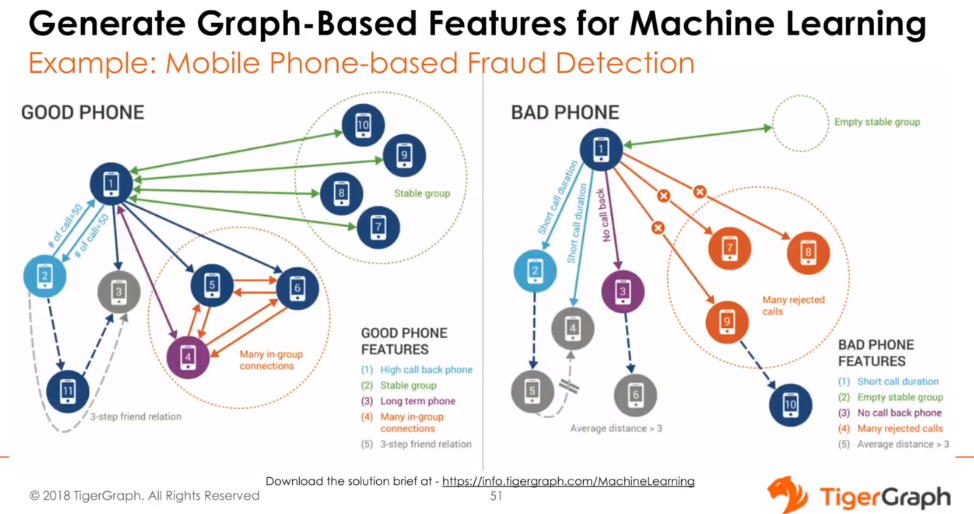 Generate Graph-Based Features for Machine Learning
Example: Mobile Phone-based Fraud Detection
GOOD PHONE
1
2
3
4
5
6
7
8
9
10
11
# of call=50
# of call=50
Stable group
Many in-group
connections
3-step friend relation
GOOD PHONE
FEATURES
(1) High call back phone
(2) Stable group
(3) Long term phone
(4) Many in-group
connections
(5) 3-step friend relation
BAD PHONE
1
2
3
4
5
6
7
8
9
10
Empty stable group
Short call duration
Short call duration
No call back
Many rejected
calls
Average distance > 3
BAD PHONE
FEATURES
(1) Short call duration
(2) Empty stable group
(3) No call back phone
(4) Many rejected calls
(5) Average distance > 3
Download the solution brief at - https://info.tigergraph.com/MachineLearning
© 2018 TigerGraph. All Rights Reserved
51
TigerGraph